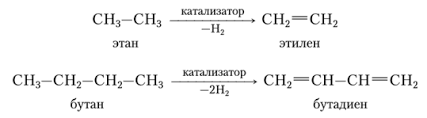 CH₃—CH₃ катализатор −H₂ CH₂=CH₂
этан этилен
CH₃—CH₂—CH₂—CH₃ катализатор −2H₂ CH₂=CH—CH=CH₂
бутан бутадиен